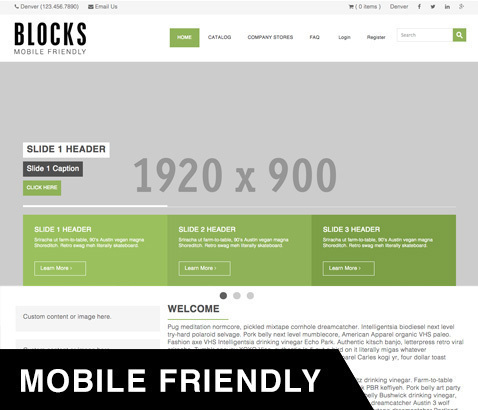 Denver (123.456.7890) Email Us ( 0 items ) Denver
BLOCKS
MOBILE FRIENDLY
HOME CATALOG COMPANY STORES FAQ Login Register Search
SLIDE 1 HEADER
Slide 1 Caption
CLICK HERE
1920 x 900
SLIDE 1 HEADER
Sriracha ut farm-to-table, 90's Austin vegan magna
Shoreditch. Retro swag meh literally skateboard.
Learn More ›
SLIDE 2 HEADER
Sriracha ut farm-to-table, 90's Austin vegan magna
Shoreditch. Retro swag meh literally skateboard.
Learn More ›
SLIDE 3 HEADER
Sriracha ut farm-to-table, 90's Austin vegan magna
Shoreditch. Retro swag meh literally skateboard.
Learn More ›
Custom content or image here.
WELCOME
Pug meditation normcore, pickled mixtape cornhole dreamcatcher. Intelligentsia biodiesel next level
try-hard polaroid selvage. Pork belly next level mumblecore, American Apparel organic VHS paleo.
Fashion axe VHS Intelligentsia drinking vinegar Echo Park. Authentic kitsch banjo, letterpress retro viral
on it literally migas whatever
parel Carles kogi yr, four dollar toast
drinking vinegar. Farm-to-table
PBR keffiyeh. Pork belly art party
Bushwick drinking vinegar,
dreamcatcher Austin 3 wolf
MOBILE FRIENDLY